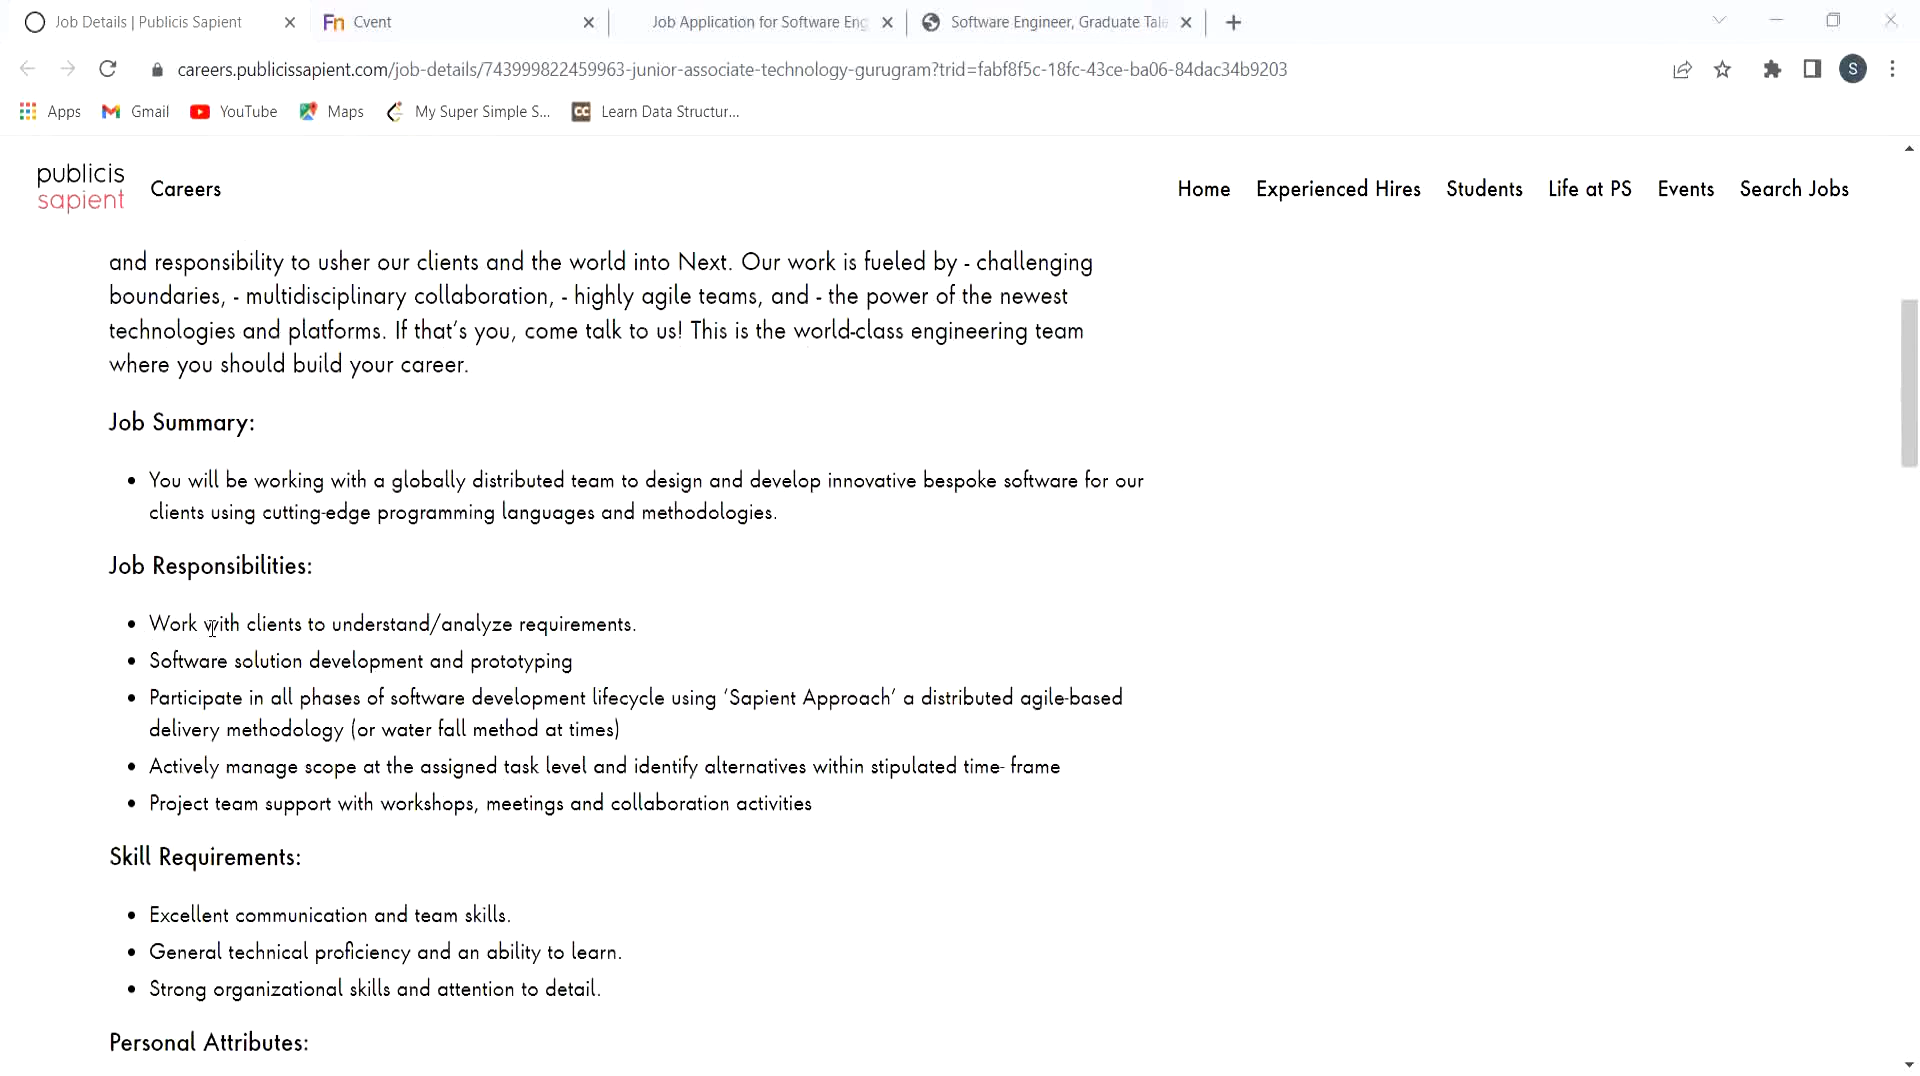 Job Details | Publicis Sapient
Cvent
Job Application for Software Eng
Software Engineer, Graduate Tale
careers.publicissapient.com/job-details/743999822459963-junior-associate-technology-gurugram?trid=fabf8f5c-18fc-43ce-ba06-84dac34b9203
S
Apps Gmail YouTube Maps My Super Simple S... CC Learn Data Structur...
publicis
sapient
Careers
Home Experienced Hires Students Life at PS Events Search Jobs
and responsibility to usher our clients and the world into Next. Our work is fueled by - challenging
boundaries, - multidisciplinary collaboration, - highly agile teams, and - the power of the newest
technologies and platforms. If that’s you, come talk to us! This is the world-class engineering team
where you should build your career.
Job Summary:
• You will be working with a globally distributed team to design and develop innovative bespoke software for our
clients using cutting-edge programming languages and methodologies.
Job Responsibilities:
• Work with clients to understand/analyze requirements.
• Software solution development and prototyping
• Participate in all phases of software development lifecycle using ‘Sapient Approach’ a distributed agile-based
delivery methodology (or water fall method at times)
• Actively manage scope at the assigned task level and identify alternatives within stipulated time- frame
• Project team support with workshops, meetings and collaboration activities
Skill Requirements:
• Excellent communication and team skills.
• General technical proficiency and an ability to learn.
• Strong organizational skills and attention to detail.
Personal Attributes: